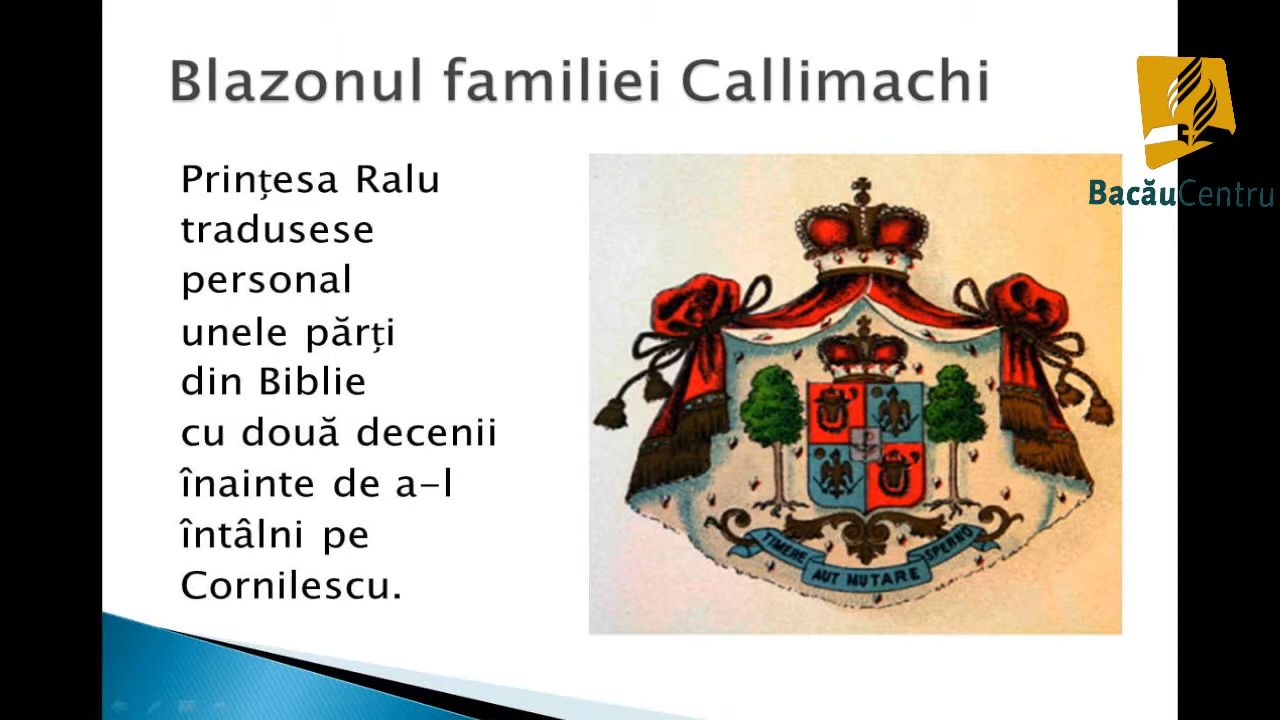 Blazonul familiei Callimachi
BacăuCentru
Prințesa Ralu
tradusese
personal
unele părți
din Biblie
cu două decenii
înainte de a-l
întâlni pe
Cornilescu.
TIMERE
AUT MUTARE
SPERNO